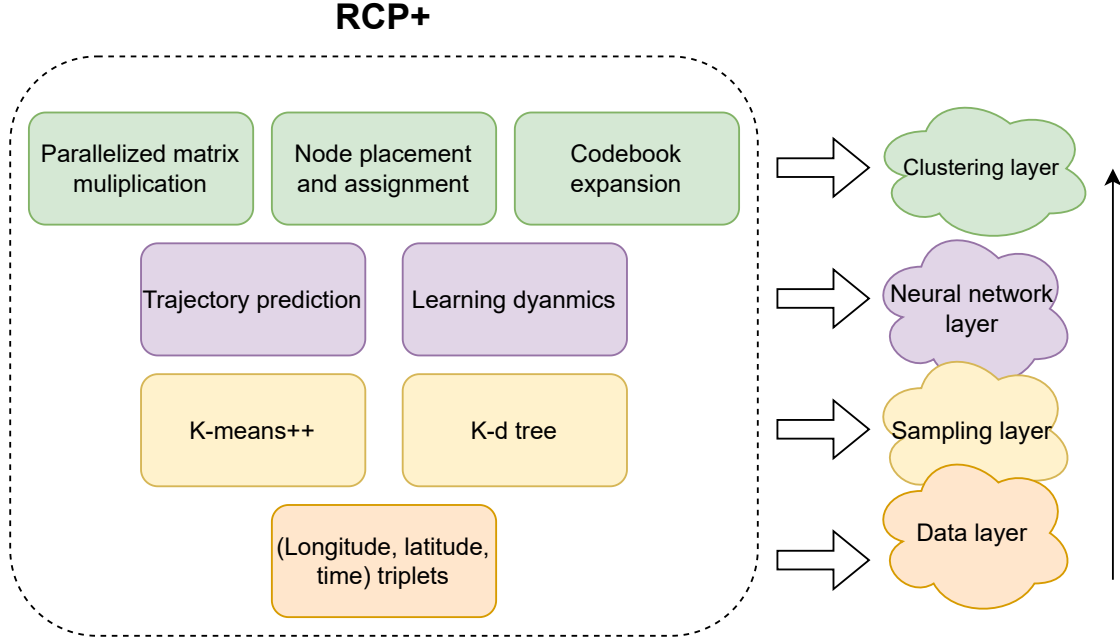 RCP+
Parallelized matrix
muliplication
Node placement
and assignment
Codebook
expansion
Clustering layer
Trajectory prediction
Learning dyanmics
Neural network
layer
K-means++
K-d tree
Sampling layer
(Longitude, latitude,
time) triplets
Data layer